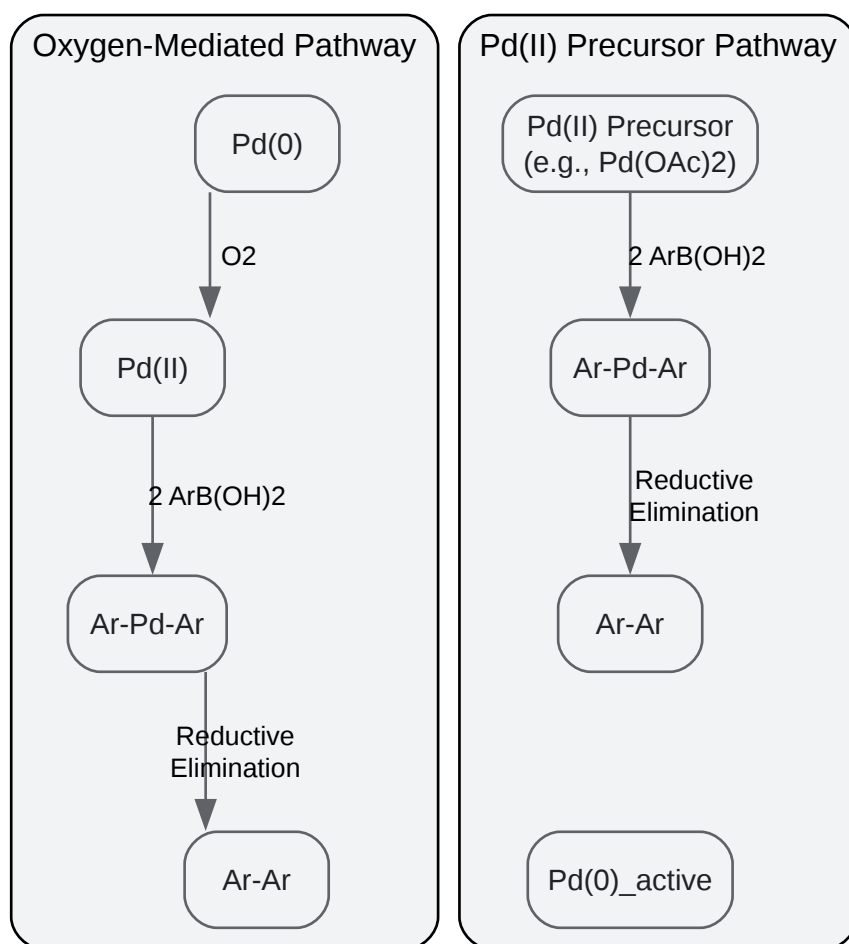 Oxygen-Mediated Pathway
Pd(0)
O2
Pd(II)
2 ArB(OH)2
Ar-Pd-Ar
Reductive
Elimination
Ar-Ar
Pd(II) Precursor Pathway
Pd(II) Precursor
(e.g., Pd(OAc)2)
2 ArB(OH)2
Ar-Pd-Ar
Reductive
Elimination
Ar-Ar
Pd(0)_active